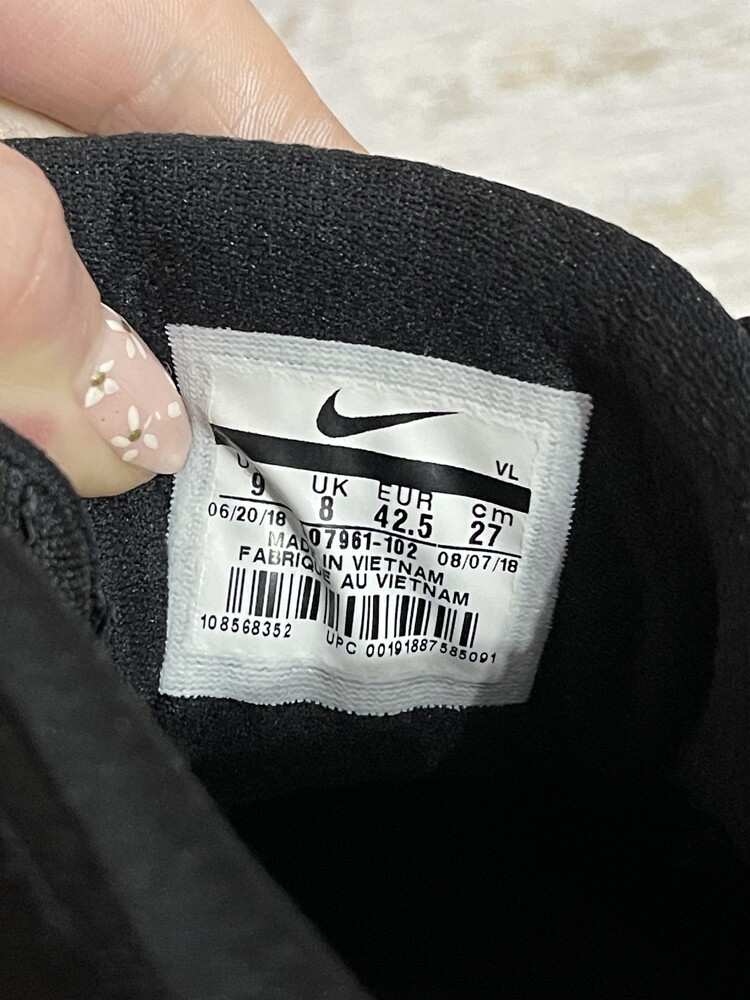 VL
UK EUR cm
9 8 42.5 27
06/20/18 07961-102 08/07/18
MADE IN VIETNAM
FABRIQUE AU VIETNAM
108568352 UPC 00191887585091